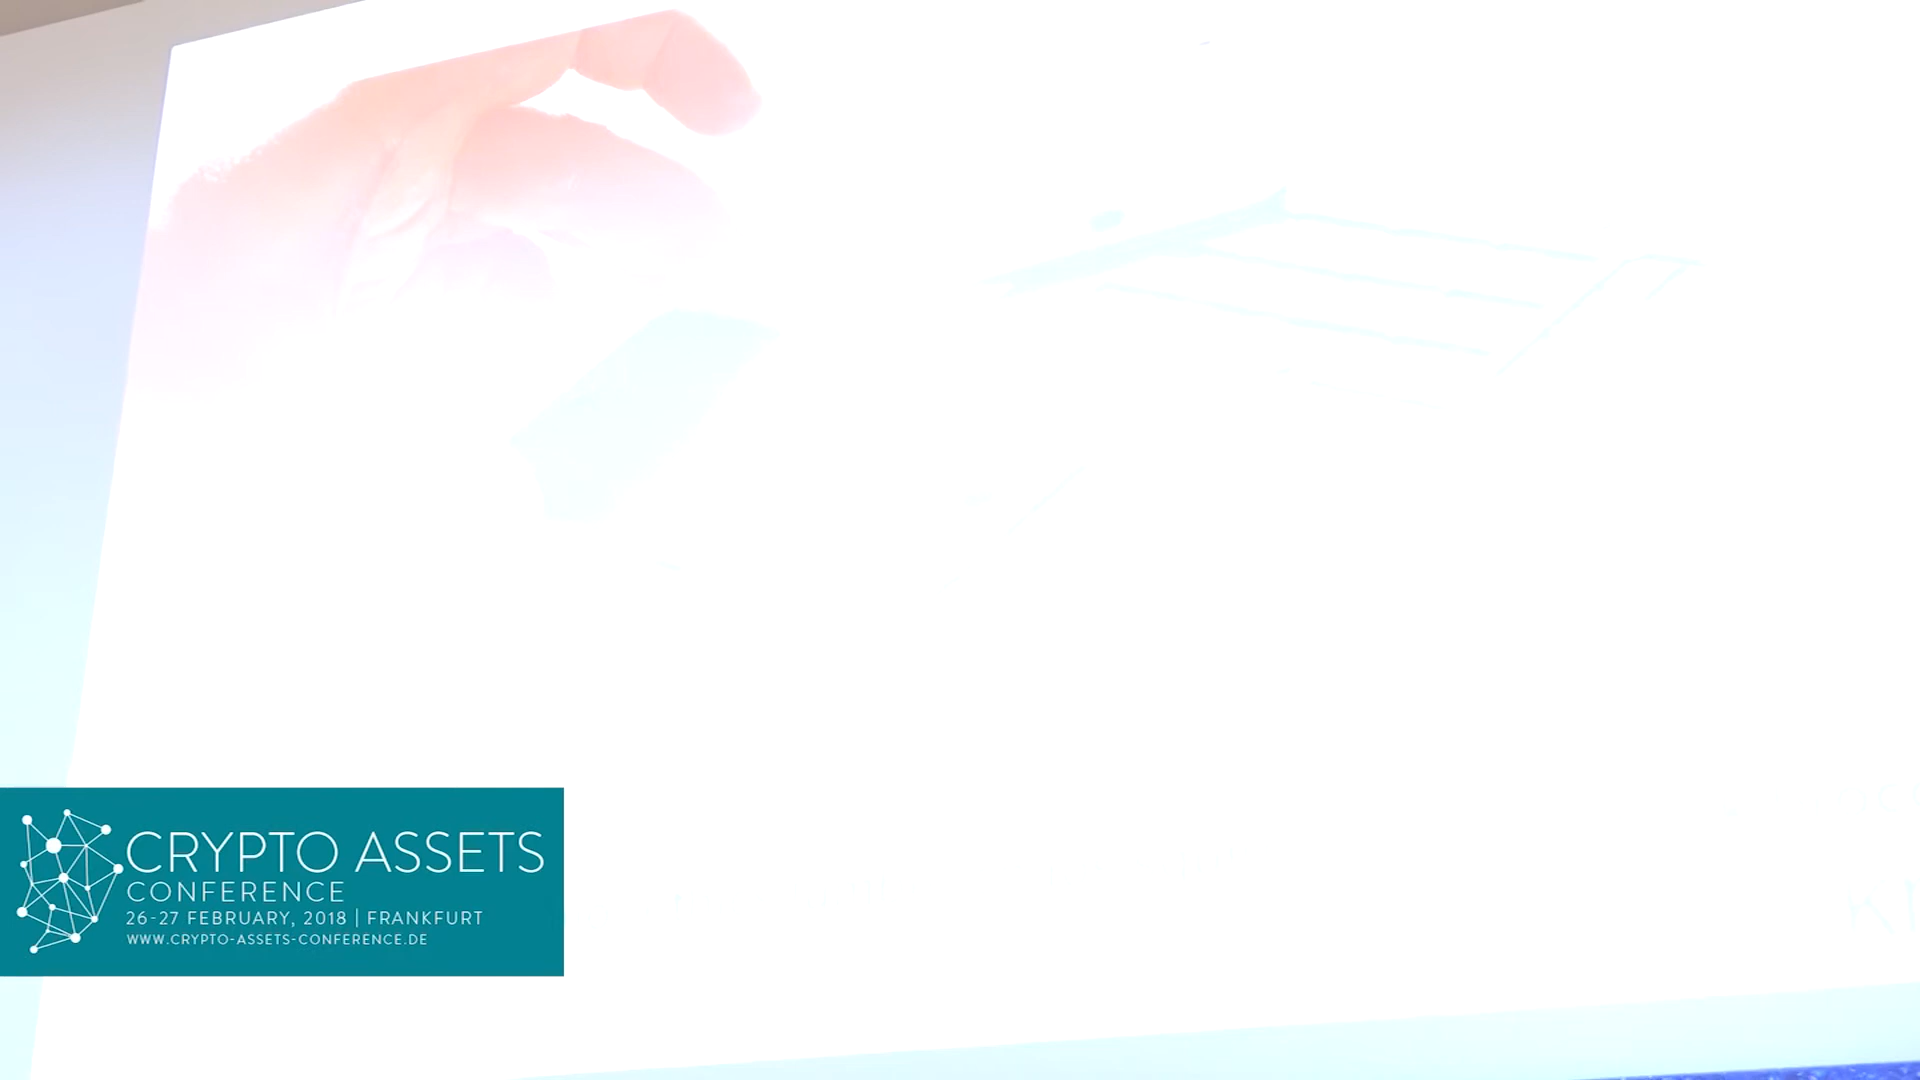 CRYPTO ASSETS
CONFERENCE
26-27 FEBRUARY, 2018 | FRANKFURT
WWW.CRYPTO-ASSETS-CONFERENCE.DE